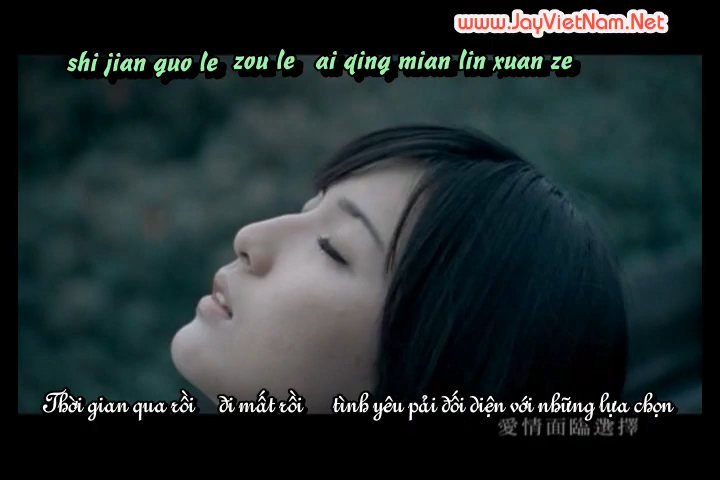 www.JayVietNam.Net
shi jian guo le zou le ai qing mian lin xuan ze
Thời gian qua rồi đi mất rồi tình yêu pải đối diện với những lựa chọn
愛情面臨選擇